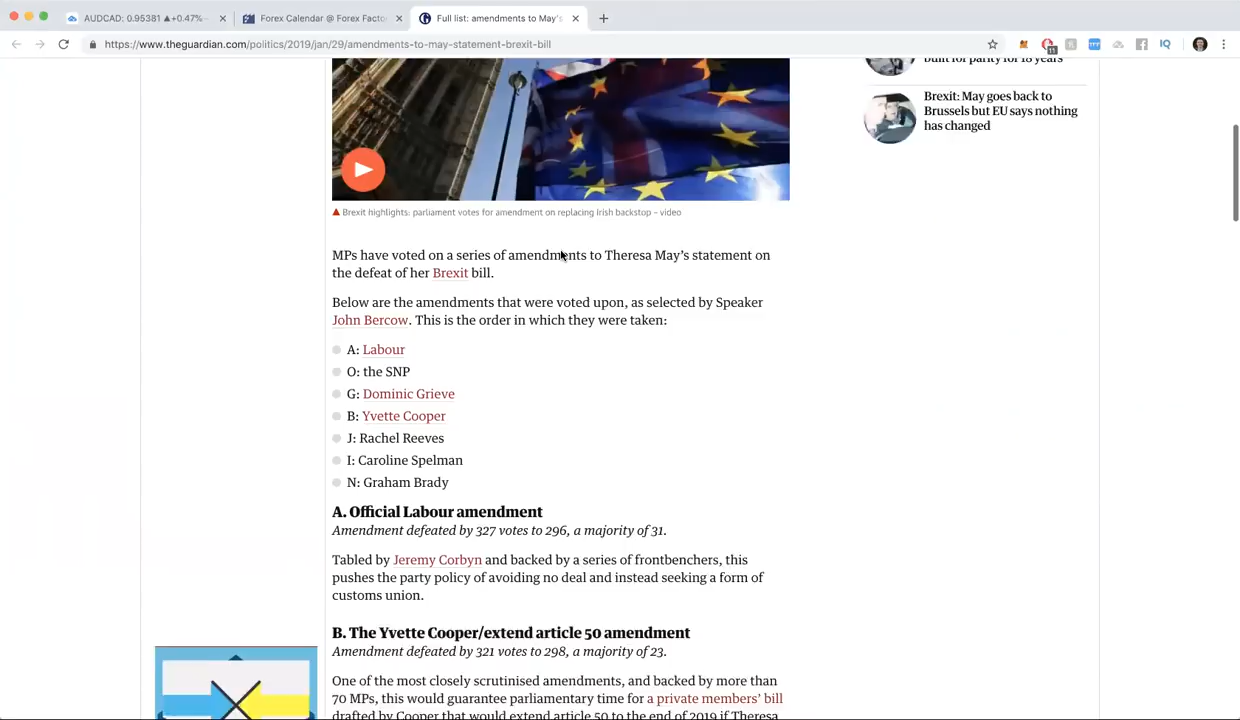 AUDCAD: 0.95381 ▲+0.47%
Forex Calendar @ Forex Facto
Full list: amendments to May's
https://www.theguardian.com/politics/2019/jan/29/amendments-to-may-statement-brexit-bill
11
IQ
built for parity for 18 years
Brexit: May goes back to
Brussels but EU says nothing
has changed
Brexit highlights: parliament votes for amendment on replacing Irish backstop – video
MPs have voted on a series of amendments to Theresa May's statement on
the defeat of her Brexit bill.
Below are the amendments that were voted upon, as selected by Speaker
John Bercow. This is the order in which they were taken:
A: Labour
O: the SNP
G: Dominic Grieve
B: Yvette Cooper
J: Rachel Reeves
I: Caroline Spelman
N: Graham Brady
A. Official Labour amendment
Amendment defeated by 327 votes to 296, a majority of 31.
Tabled by Jeremy Corbyn and backed by a series of frontbenchers, this
pushes the party policy of avoiding no deal and instead seeking a form of
customs union.
B. The Yvette Cooper/extend article 50 amendment
Amendment defeated by 321 votes to 298, a majority of 23.
One of the most closely scrutinised amendments, and backed by more than
70 MPs, this would guarantee parliamentary time for a private members' bill
drafted by Cooper that would extend article 50 to the end of 2019 if Theresa